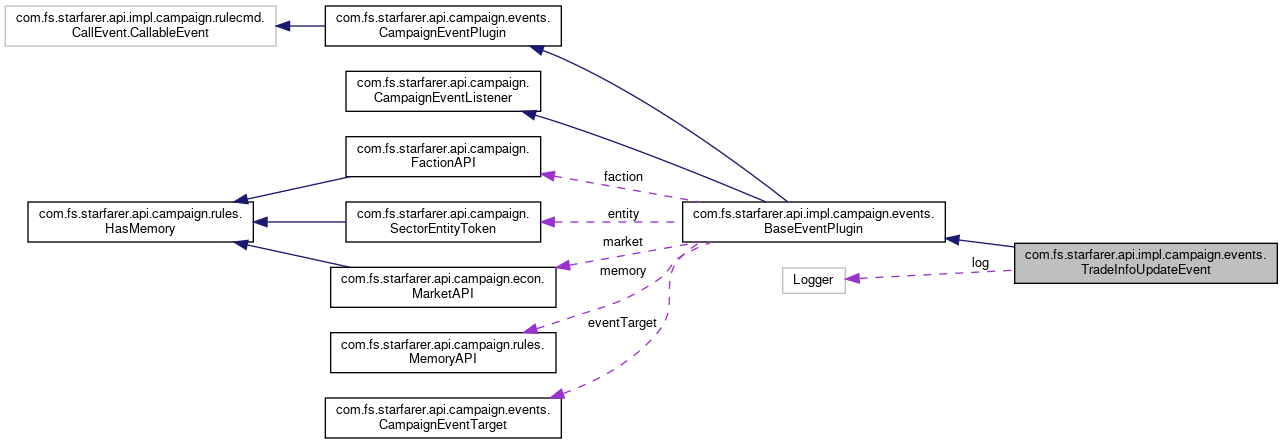 com.fs.starfarer.api.impl.campaign.rulecmd.
CallEvent.CallableEvent
com.fs.starfarer.api.campaign.events.
CampaignEventPlugin
com.fs.starfarer.api.campaign.
CampaignEventListener
com.fs.starfarer.api.campaign.
FactionAPI
faction
com.fs.starfarer.api.campaign.rules.
HasMemory
com.fs.starfarer.api.campaign.
SectorEntityToken
entity
com.fs.starfarer.api.impl.campaign.events.
BaseEventPlugin
market
com.fs.starfarer.api.campaign.econ.
MarketAPI
memory
Logger
log
com.fs.starfarer.api.impl.campaign.events.
TradeInfoUpdateEvent
eventTarget
com.fs.starfarer.api.campaign.rules.
MemoryAPI
com.fs.starfarer.api.campaign.events.
CampaignEventTarget